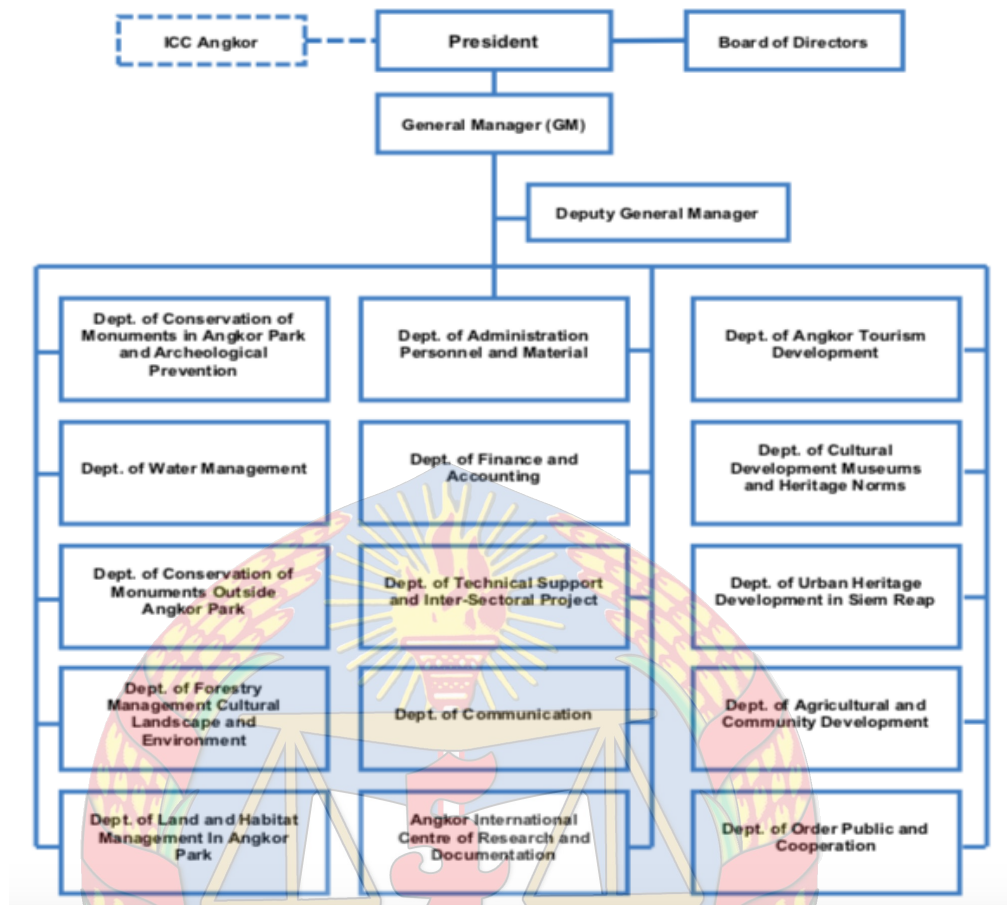 ICC Angkor
President
Board of Directors
General Manager (GM)
Deputy General Manager
Dept. of Conservation of
Monuments in Angkor Park
and Archeological
Prevention
Dept. of Administration
Personnel and Material
Dept. of Angkor Tourism
Development
Dept. of Water Management
Dept. of Finance and
Accounting
Dept. of Cultural
Development Museums
and Heritage Norms
Dept. of Conservation of
Monuments Outside
Angkor Park
Dept. of Technical Support
and Inter-Sectoral Project
Dept. of Urban Heritage
Development in Siem Reap
Dept. of Forestry
Management Cultural
Landscape and
Environment
Dept. of Communication
Dept. of Agricultural and
Community Development
Dept. of Land and Habitat
Management In Angkor
Park
Angkor International
Centre of Research and
Documentation
Dept. of Order Public and
Cooperation